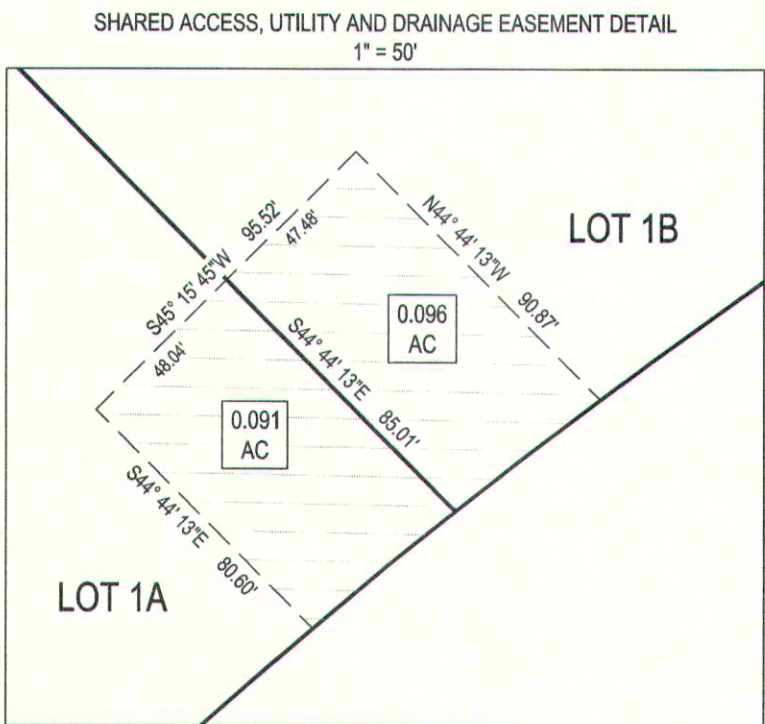 SHARED ACCESS, UTILITY AND DRAINAGE EASEMENT DETAIL
1" = 50'
S45° 15' 45"W 95.52'
47.48'
48.04'
N44° 44' 13"W 90.87'
LOT 1B
0.096
AC
S44° 44' 13"E 85.01'
0.091
AC
S44° 44' 13"E 80.60'
LOT 1A